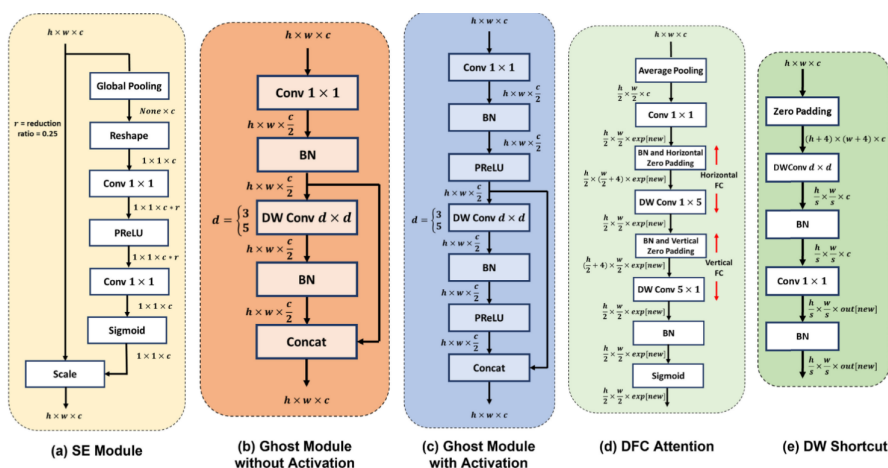 h × w × c
Global Pooling
None × c
r = reduction
ratio = 0.25
Reshape
1 × 1 × c
Conv 1 × 1
1 × 1 × c * r
PReLU
1 × 1 × c * r
Conv 1 × 1
1 × 1 × c
Sigmoid
1 × 1 × c
Scale
h × w × c
(a) SE Module
h × w × c
Conv 1 × 1
h × w × c/2
BN
h × w × c/2
d = {3
5
DW Conv d × d
h × w × c/2
BN
h × w × c/2
Concat
h × w × c
(b) Ghost Module
without Activation
h × w × c
Conv 1 × 1
h × w × c/2
BN
h × w × c/2
PReLU
h × w × c/2
d = {3
5
DW Conv d × d
h × w × c/2
BN
h × w × c/2
PReLU
h × w × c/2
Concat
h × w × c
(c) Ghost Module
with Activation
h × w × c
Average Pooling
h/2 × w/2 × c
Conv 1 × 1
h/2 × w/2 × exp[new]
BN and Horizontal
Zero Padding
h/2 × (w/2 + 4) × exp[new]
Horizontal
FC
DW Conv 1 × 5
h/2 × w/2 × exp[new]
BN and Vertical
Zero Padding
(h/2 + 4) × w/2 × exp[new]
Vertical
FC
DW Conv 5 × 1
h/2 × w/2 × exp[new]
BN
h/2 × w/2 × exp[new]
Sigmoid
h/2 × w/2 × exp[new]
(d) DFC Attention
h × w × c
Zero Padding
(h + 4) × (w + 4) × c
DWConv d × d
h/s × w/s × c
BN
h/s × w/s × c
Conv 1 × 1
h/s × w/s × out[new]
BN
h/s × w/s × out[new]
(e) DW Shortcut